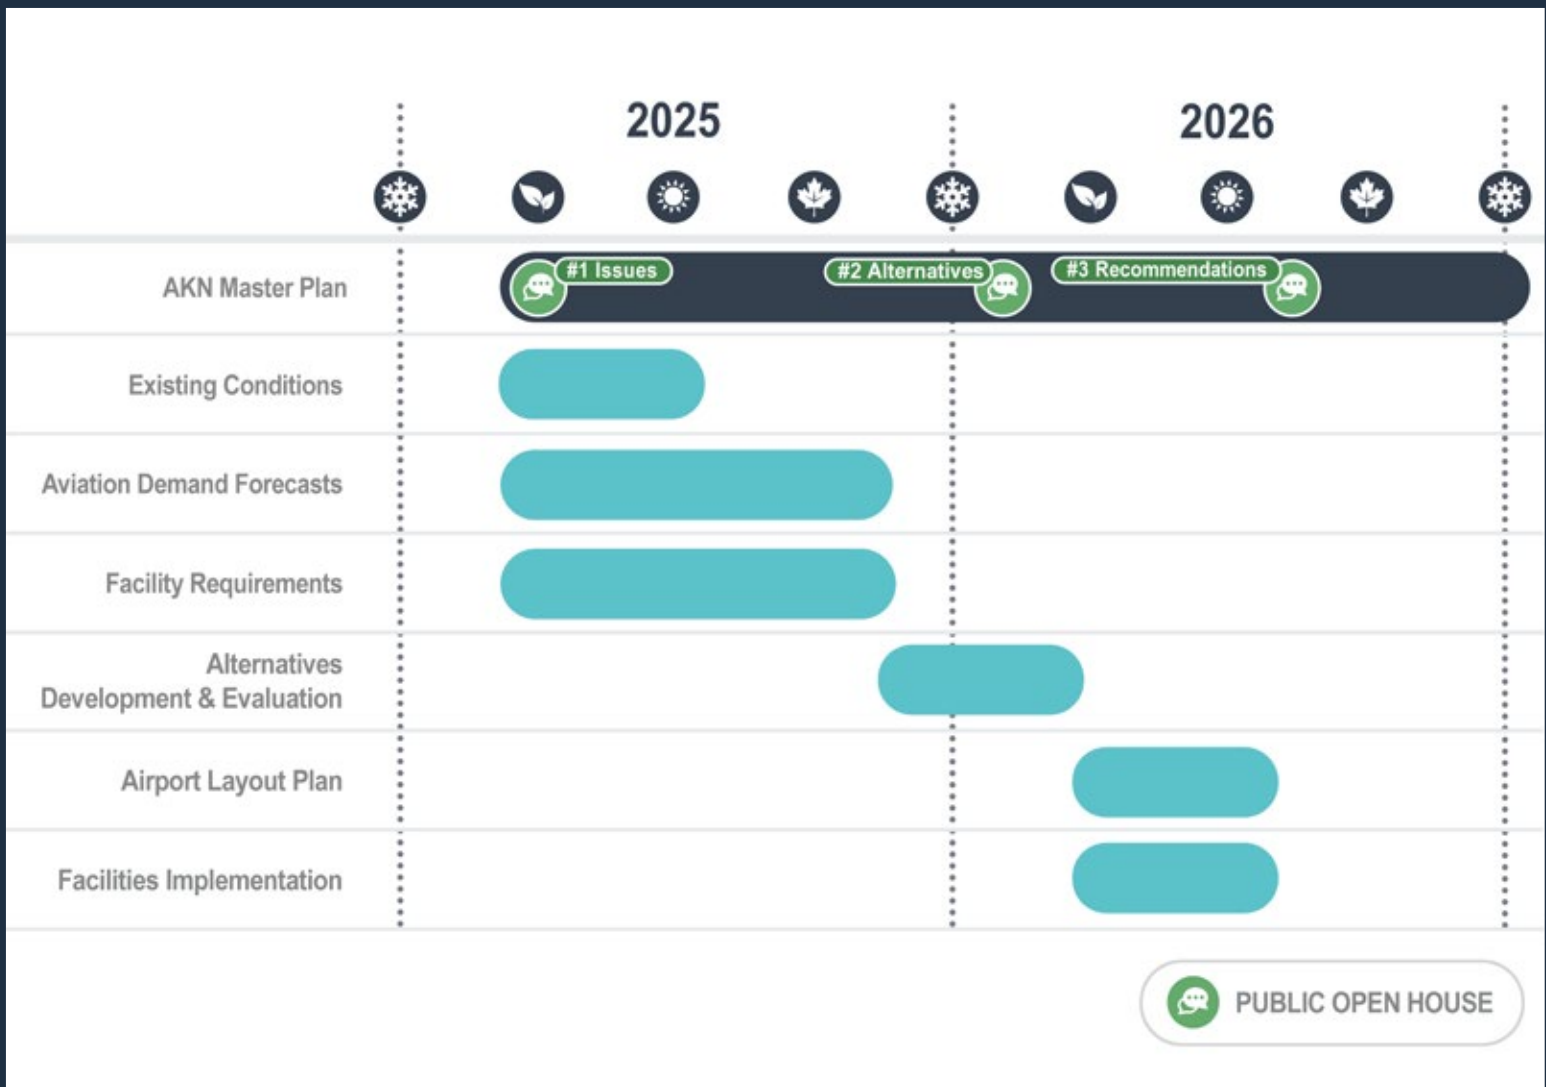 2025
2026
AKN Master Plan
#1 Issues
#2 Alternatives
#3 Recommendations
Existing Conditions
Aviation Demand Forecasts
Facility Requirements
Alternatives
Development & Evaluation
Airport Layout Plan
Facilities Implementation
PUBLIC OPEN HOUSE